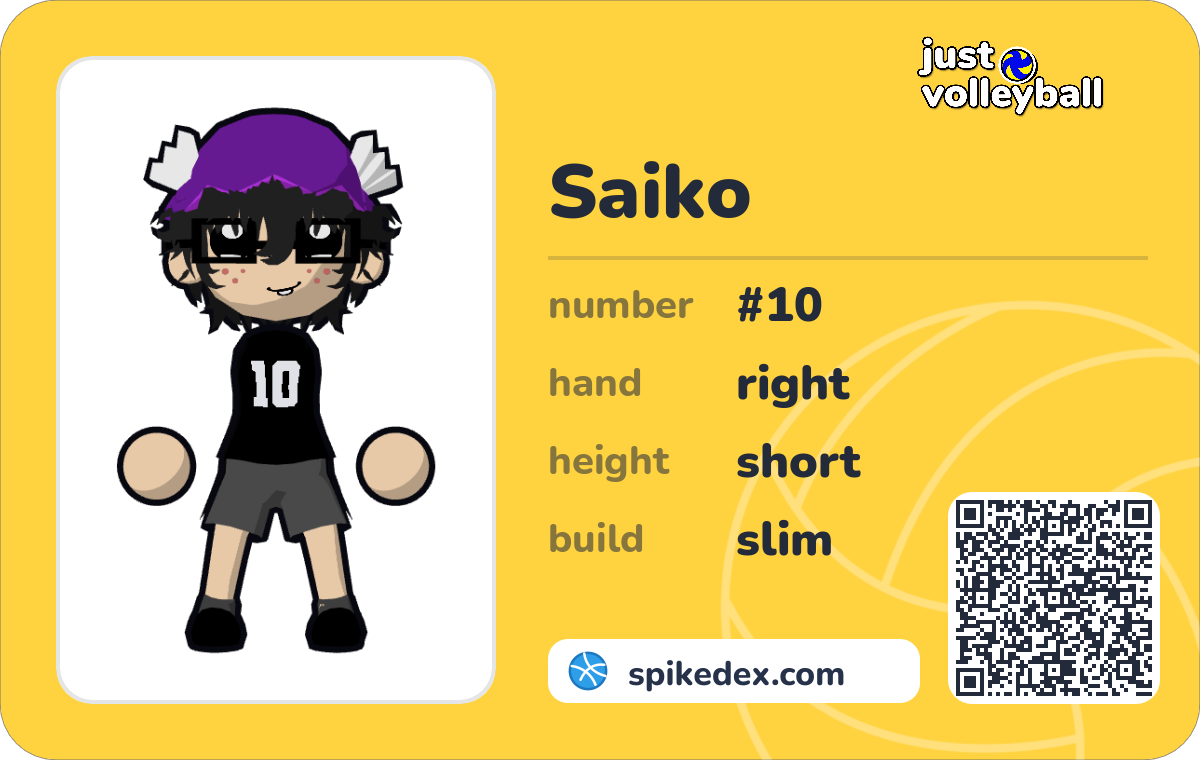 just
volleyball
Saiko
number #10
hand right
height short
build slim
10
spikedex.com